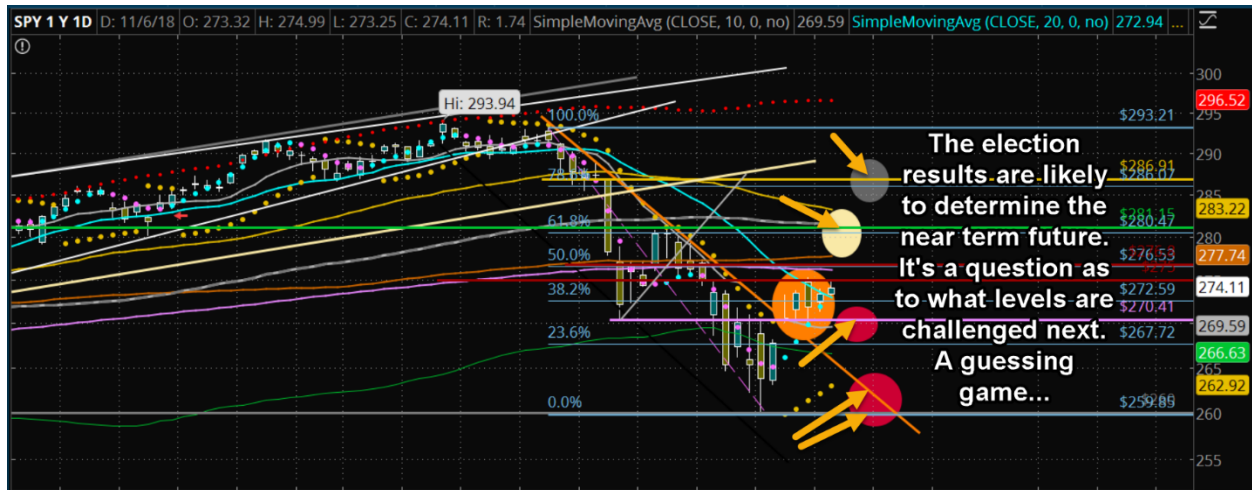 SPY 1 Y 1D D: 11/6/18 O: 273.32 H: 274.99 L: 273.25 C: 274.11 R: 1.74 SimpleMovingAvg (CLOSE, 10, 0, no) 269.59 SimpleMovingAvg (CLOSE, 20, 0, no) 272.94 ...
300
296.52
295
Hi: 293.94
100.0%
$293.21
290
$286.91
285
283.22
61.8%
$281.15
$280.47
280
50.0%
$276.53
277.74
38.2%
$272.59
274.11
$270.41
269.59
23.6%
$267.72
266.63
265
262.92
0.0%
$259.85
260
255
The election
results are likely
to determine the
near term future.
It's a question as
to what levels are
challenged next.
A guessing
game...